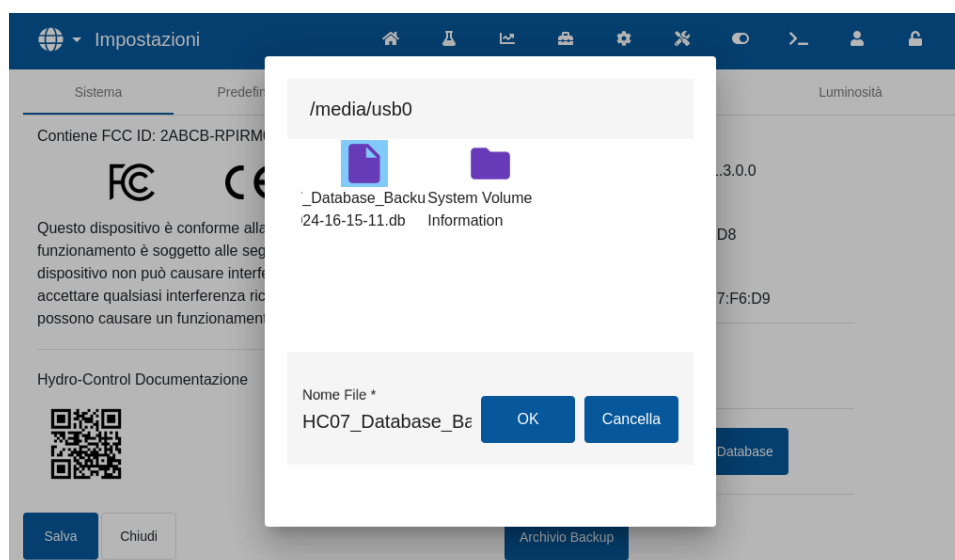 Impostazioni
Sistema
Luminosità
/media/usb0
_Database_Backu
24-16-15-11.db
System Volume
Information
Contiene FCC ID: 2ABCB-RPIRM
FC CE
.3.0.0
Questo dispositivo è conforme alla
funzionamento è soggetto alle seg
D8
dispositivo non può causare interfe
accettare qualsiasi interferenza ric
7:F6:D9
possono causare un funzionamen
Hydro-Control Documentazione
Nome File *
HC07_Database_Ba
OK
Cancella
Database
Salva
Chiudi
Archivio Backup